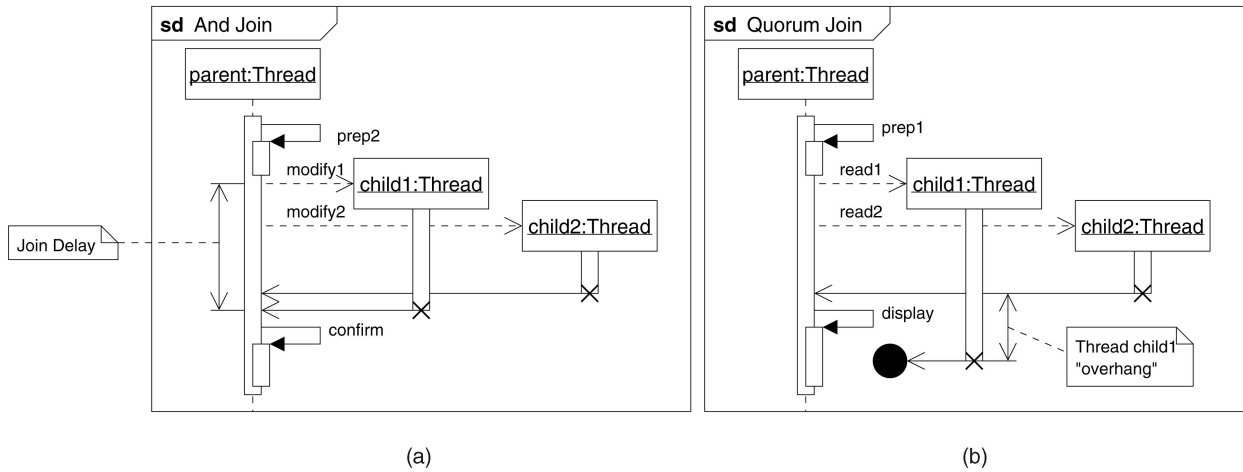 sd And Join
parent:Thread
prep2
modify1
child1:Thread
modify2
child2:Thread
Join Delay
confirm
(a)
sd Quorum Join
parent:Thread
prep1
read1
child1:Thread
read2
child2:Thread
display
Thread child1
"overhang"
(b)